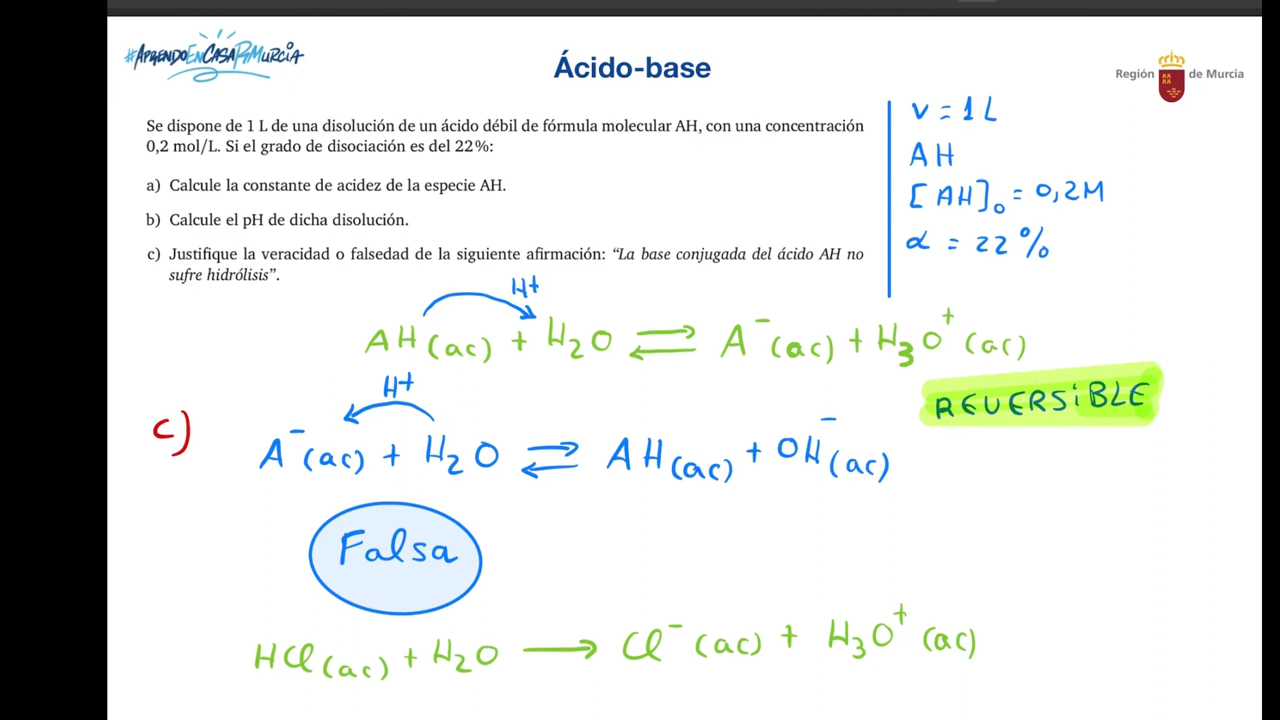 #AprendoEnCasaRMurcia
Ácido-base
Región de Murcia
Se dispone de 1 L de una disolución de un ácido débil de fórmula molecular AH, con una concentración
0,2 mol/L. Si el grado de disociación es del 22%:
a) Calcule la constante de acidez de la especie AH.
b) Calcule el pH de dicha disolución.
c) Justifique la veracidad o falsedad de la siguiente afirmación: “La base conjugada del ácido AH no
sufre hidrólisis”.
V = 1 L
AH
[AH]₀ = 0,2M
α = 22 %
H+
AH(ac) + H₂O ⇌ A⁻(ac) + H₃O⁺(ac)
REVERSiBLE
H+
c)
A⁻(ac) + H₂O ⇌ AH(ac) + OH⁻(ac)
Falsa
HCl(ac) + H₂O → Cl⁻(ac) + H₃O⁺(ac)